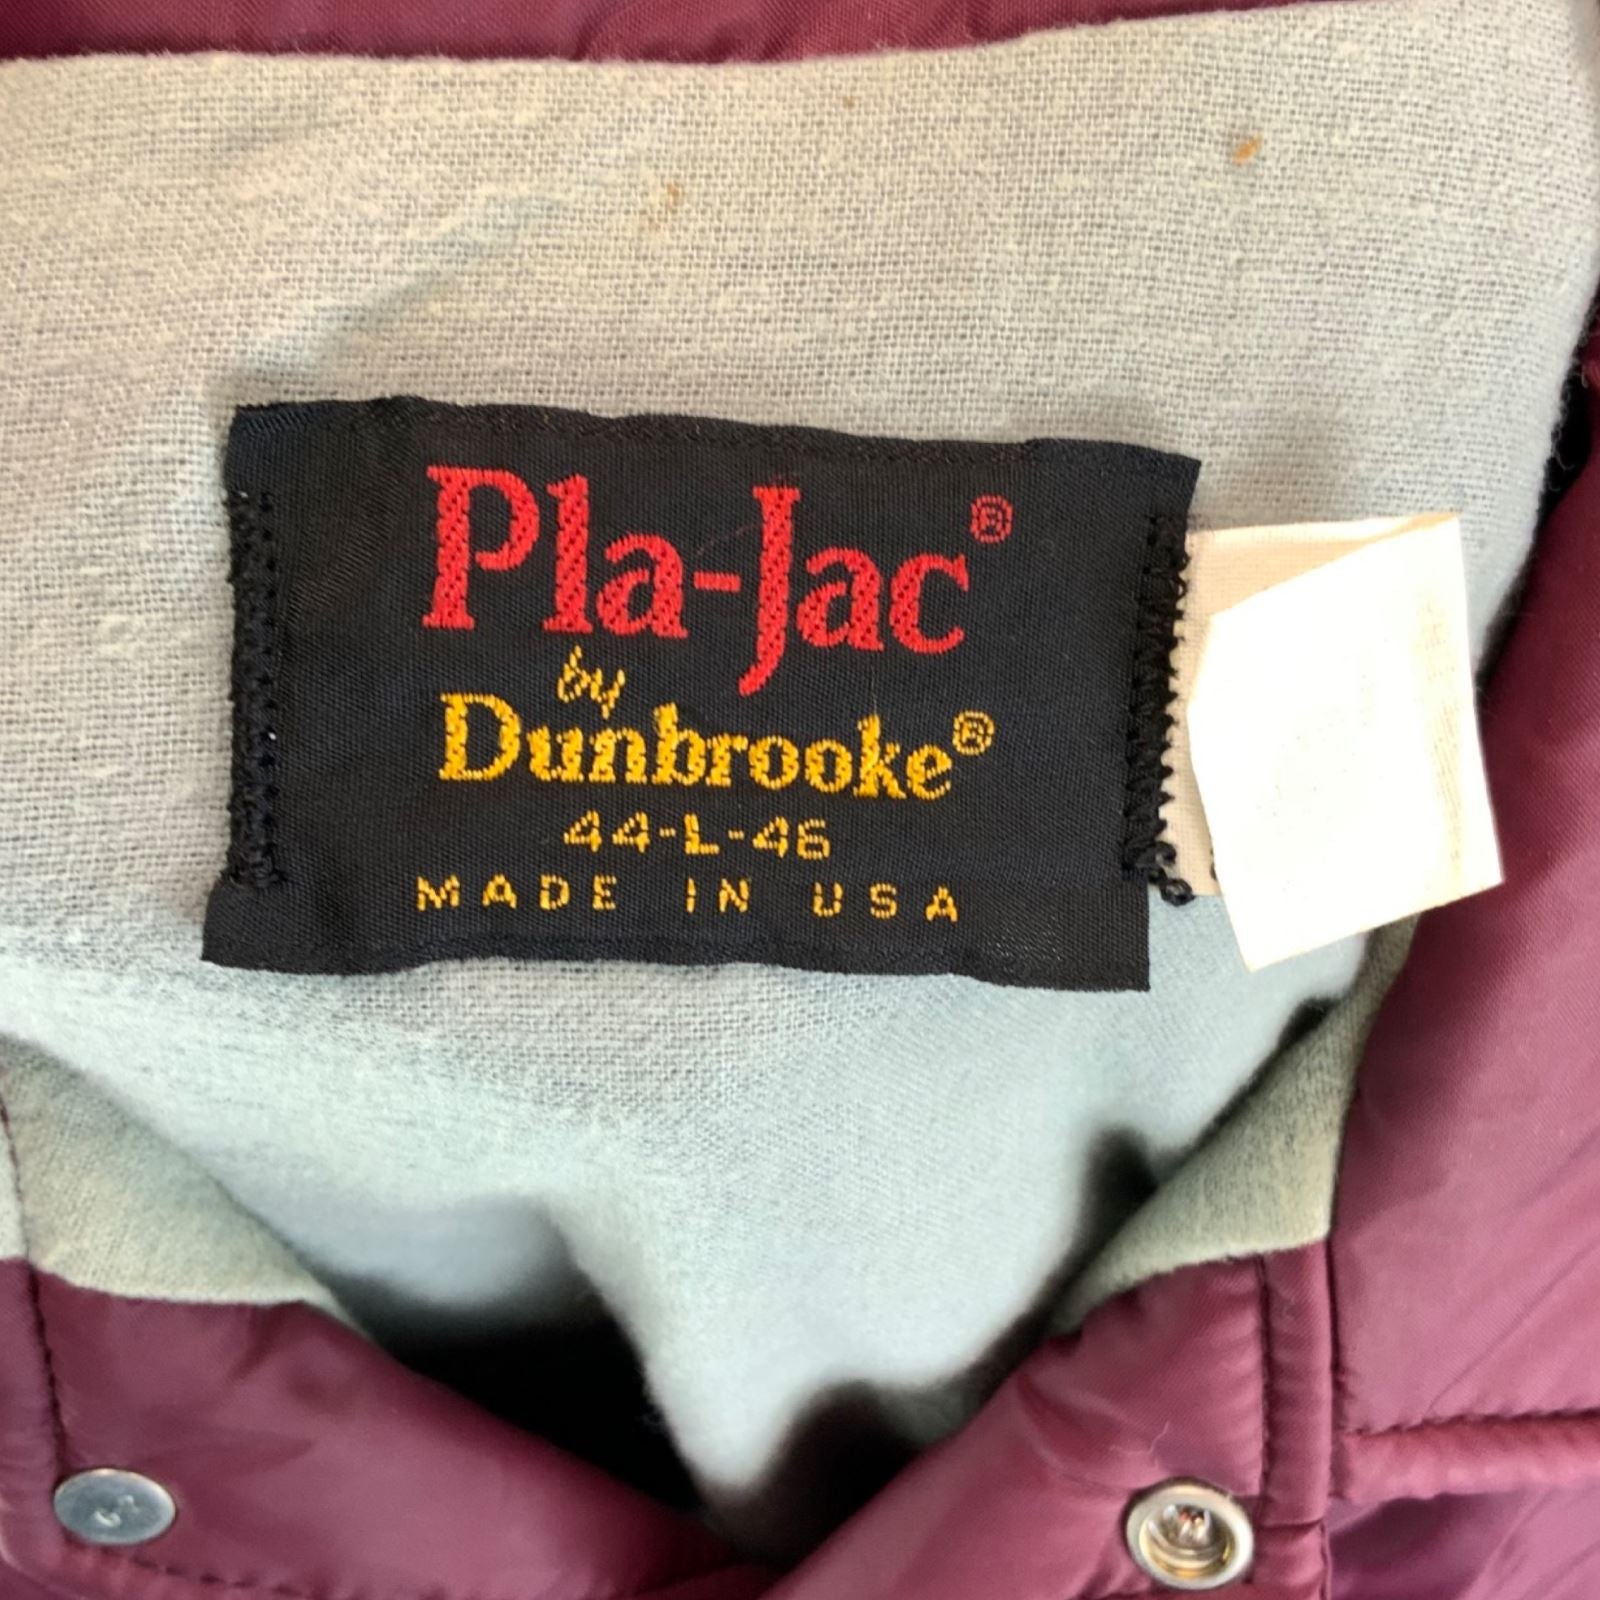 Pla-Jac®
by
Dunbrooke®
44-L-46
MADE IN USA